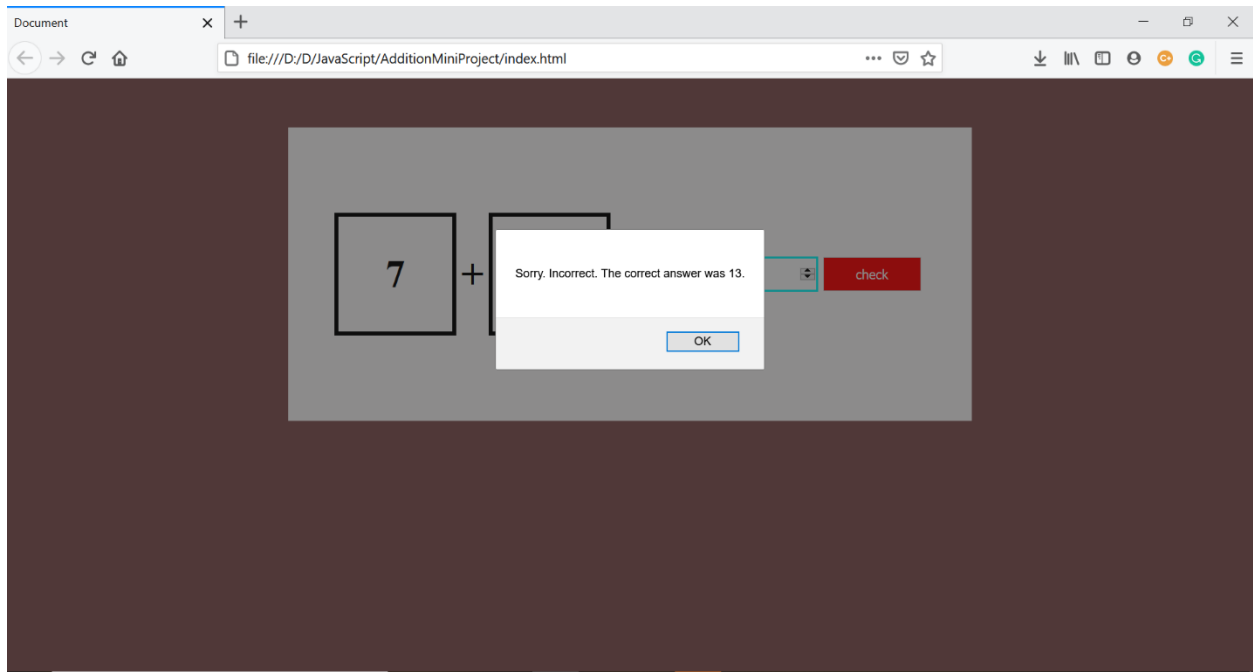 Document
file:///D:/D/JavaScript/AdditionMiniProject/index.html
7 +
Sorry. Incorrect. The correct answer was 13.
check
OK